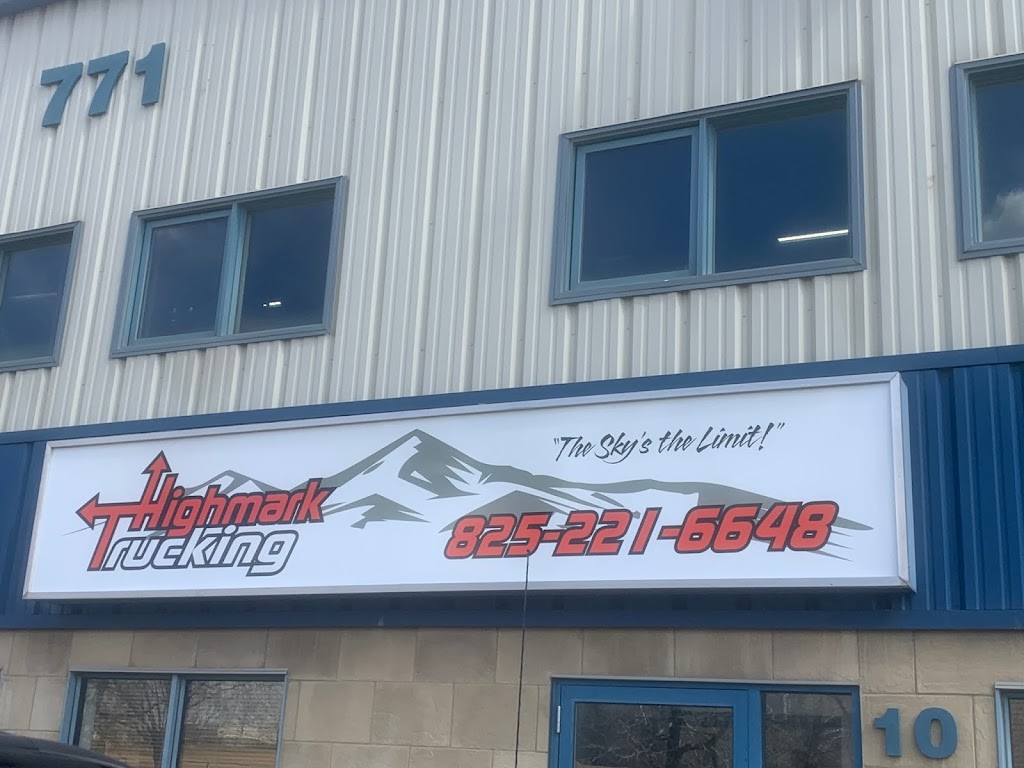 771
"The Sky's the Limit!"
Highmark
Trucking
825-221-6648
10